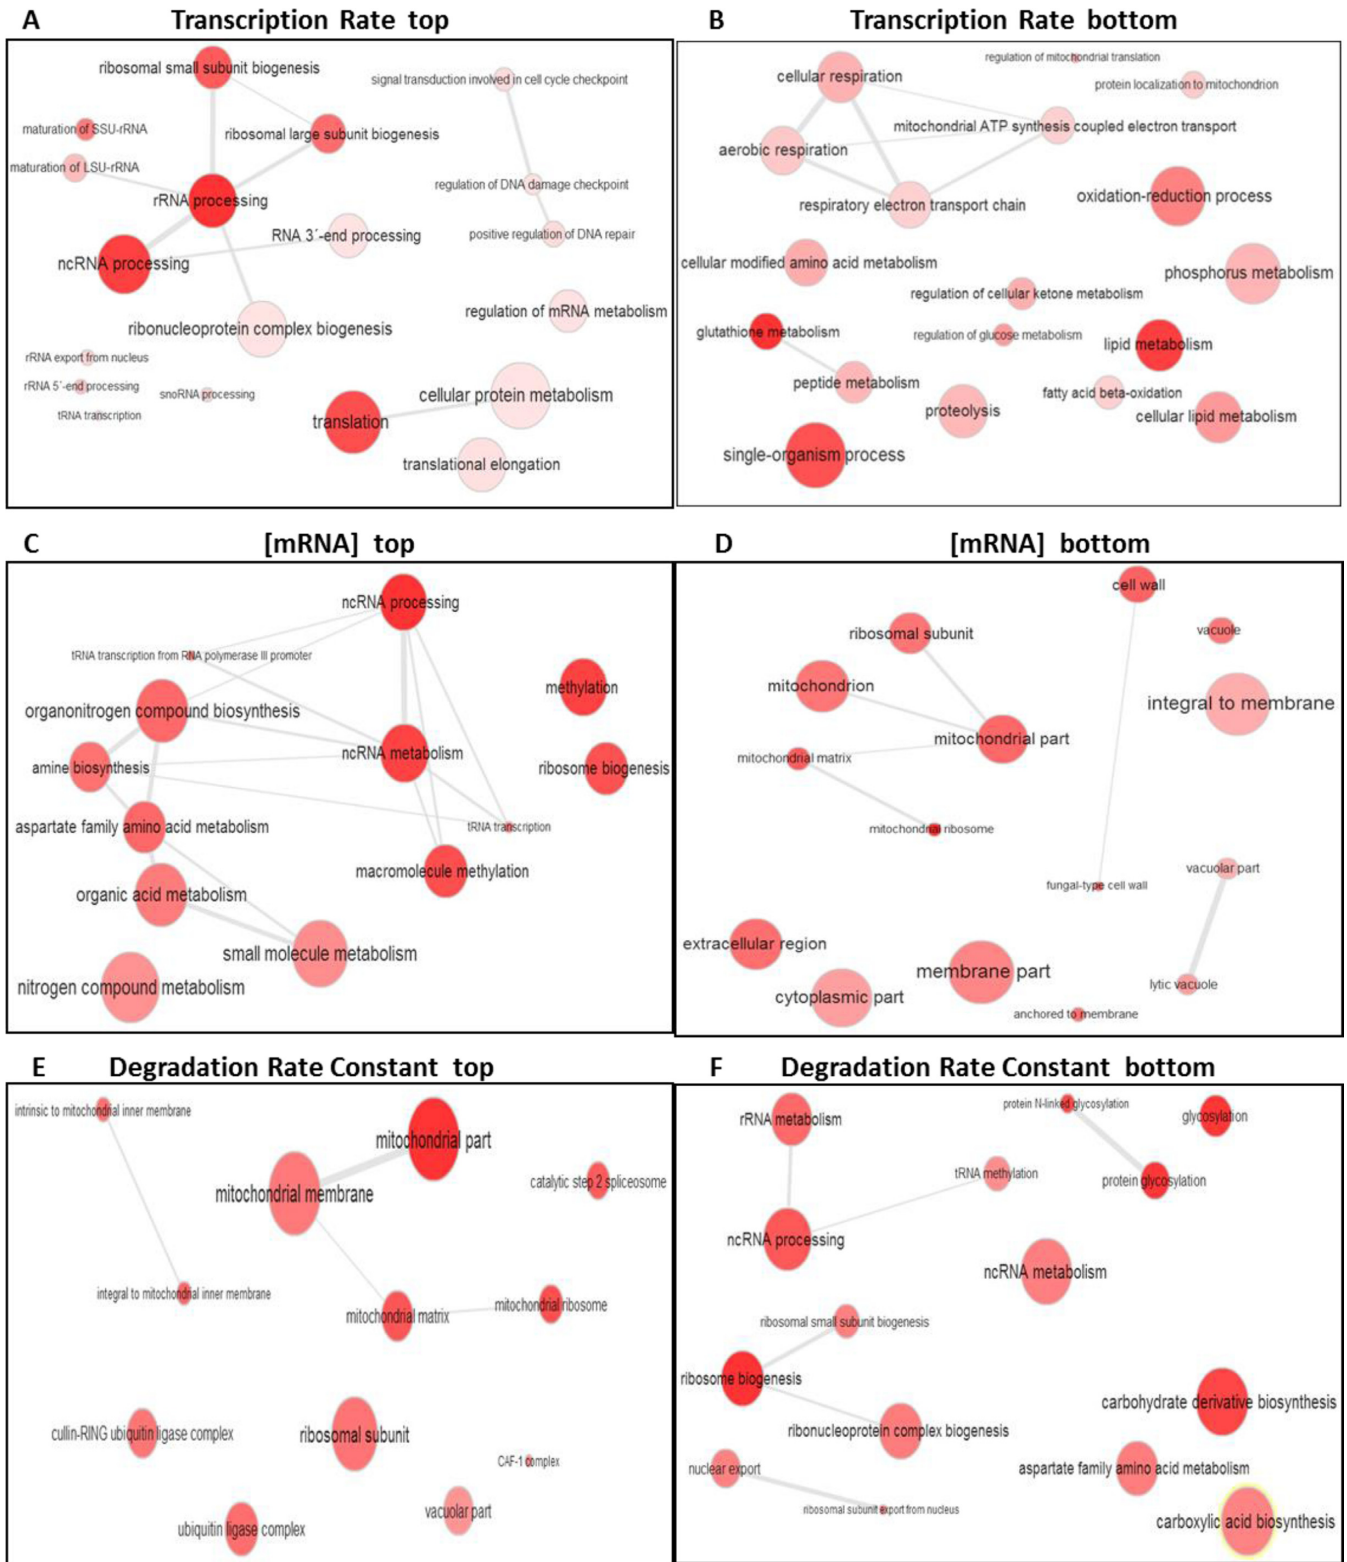 A Transcription Rate top
ribosomal small subunit biogenesis
signal transduction involved in cell cycle checkpoint
maturation of SSU-rRNA
ribosomal large subunit biogenesis
maturation of LSU-rRNA
regulation of DNA damage checkpoint
rRNA processing
RNA 3´-end processing
positive regulation of DNA repair
ncRNA processing
regulation of mRNA metabolism
ribonucleoprotein complex biogenesis
rRNA export from nucleus
rRNA 5´-end processing
snoRNA processing
cellular protein metabolism
tRNA transcription
translation
translational elongation
B Transcription Rate bottom
regulation of mitochondrial translation
cellular respiration
protein localization to mitochondrion
mitochondrial ATP synthesis coupled electron transport
aerobic respiration
oxidation-reduction process
respiratory electron transport chain
cellular modified amino acid metabolism
phosphorus metabolism
regulation of cellular ketone metabolism
glutathione metabolism
regulation of glucose metabolism
lipid metabolism
peptide metabolism
fatty acid beta-oxidation
proteolysis
cellular lipid metabolism
single-organism process
C [mRNA] top
ncRNA processing
tRNA transcription from RNA polymerase III promoter
methylation
organonitrogen compound biosynthesis
ncRNA metabolism
amine biosynthesis
ribosome biogenesis
aspartate family amino acid metabolism
tRNA transcription
macromolecule methylation
organic acid metabolism
small molecule metabolism
nitrogen compound metabolism
D [mRNA] bottom
cell wall
ribosomal subunit
vacuole
mitochondrion
integral to membrane
mitochondrial part
mitochondrial matrix
mitochondrial ribosome
vacuolar part
fungal-type cell wall
extracellular region
membrane part
lytic vacuole
cytoplasmic part
anchored to membrane
E Degradation Rate Constant top
intrinsic to mitochondrial inner membrane
mitochondrial part
catalytic step 2 spliceosome
mitochondrial membrane
integral to mitochondrial inner membrane
mitochondrial ribosome
mitochondrial matrix
cullin-RING ubiquitin ligase complex
ribosomal subunit
CAF-1 complex
vacuolar part
ubiquitin ligase complex
F Degradation Rate Constant bottom
protein N-linked glycosylation
rRNA metabolism
glycosylation
tRNA methylation
protein glycosylation
ncRNA processing
ncRNA metabolism
ribosomal small subunit biogenesis
ribosome biogenesis
carbohydrate derivative biosynthesis
ribonucleoprotein complex biogenesis
nuclear export
aspartate family amino acid metabolism
ribosomal subunit export from nucleus
carboxylic acid biosynthesis